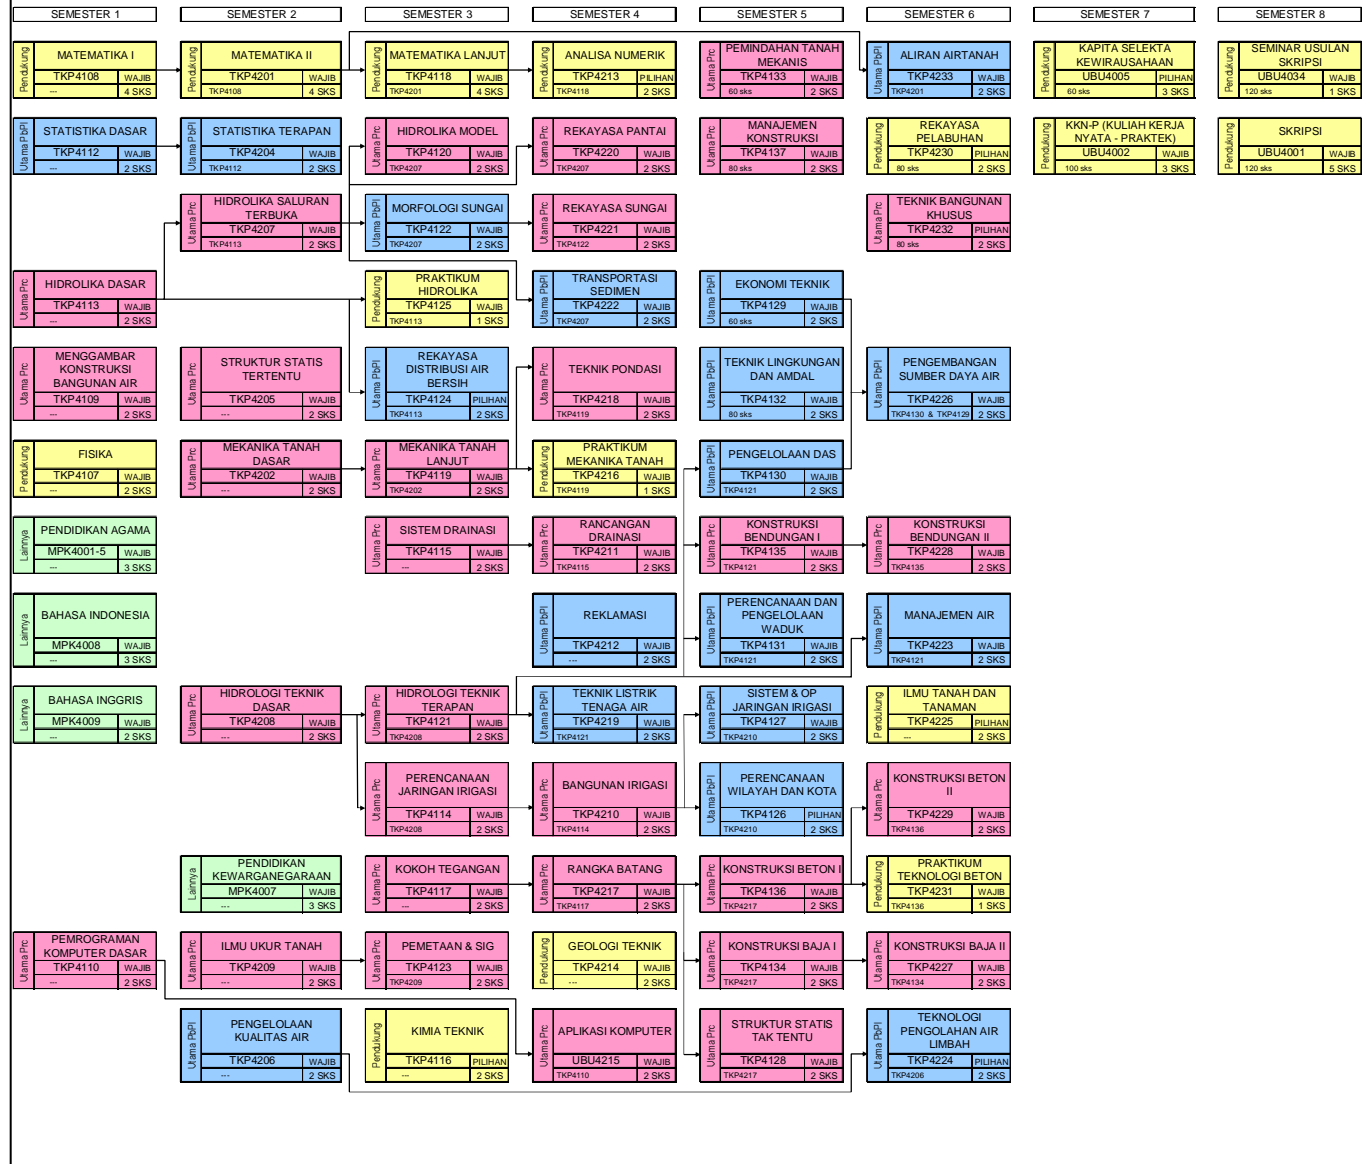 SEMESTER 1
SEMESTER 2
SEMESTER 3
SEMESTER 4
SEMESTER 5
SEMESTER 6
SEMESTER 7
SEMESTER 8
Pendukung
MATEMATIKA I
TKP4108 WAJIB
--- 4 SKS
Pendukung
MATEMATIKA II
TKP4201 WAJIB
TKP4108 4 SKS
Pendukung
MATEMATIKA LANJUT
TKP4118 WAJIB
TKP4201 4 SKS
Pendukung
ANALISA NUMERIK
TKP4213 PILIHAN
TKP4118 2 SKS
Utama Prc
PEMINDAHAN TANAH
MEKANIS
TKP4133 WAJIB
60 sks 2 SKS
Utama PbPl
ALIRAN AIRTANAH
TKP4233 WAJIB
TKP4201 2 SKS
Pendukung
KAPITA SELEKTA
KEWIRAUSAHAAN
UBU4005 PILIHAN
60 sks 3 SKS
Pendukung
SEMINAR USULAN
SKRIPSI
UBU4034 WAJIB
120 sks 1 SKS
Utama PbPl
STATISTIKA DASAR
TKP4112 WAJIB
--- 2 SKS
Utama PbPl
STATISTIKA TERAPAN
TKP4204 WAJIB
TKP4112 2 SKS
Utama Prc
HIDROLIKA MODEL
TKP4120 WAJIB
TKP4207 2 SKS
Utama Prc
REKAYASA PANTAI
TKP4220 WAJIB
TKP4207 2 SKS
Utama Prc
MANAJEMEN
KONSTRUKSI
TKP4137 WAJIB
80 sks 2 SKS
Pendukung
REKAYASA
PELABUHAN
TKP4230 PILIHAN
80 sks 2 SKS
Pendukung
KKN-P (KULIAH KERJA
NYATA - PRAKTEK)
UBU4002 WAJIB
100 sks 3 SKS
Pendukung
SKRIPSI
UBU4001 WAJIB
120 sks 5 SKS
Utama Prc
HIDROLIKA SALURAN
TERBUKA
TKP4207 WAJIB
TKP4113 2 SKS
Utama PbPl
MORFOLOGI SUNGAI
TKP4122 WAJIB
TKP4207 2 SKS
Utama Prc
REKAYASA SUNGAI
TKP4221 WAJIB
TKP4122 2 SKS
Utama Prc
TEKNIK BANGUNAN
KHUSUS
TKP4232 PILIHAN
80 sks 2 SKS
Utama Prc
HIDROLIKA DASAR
TKP4113 WAJIB
--- 2 SKS
Pendukung
PRAKTIKUM
HIDROLIKA
TKP4125 WAJIB
TKP4113 1 SKS
Utama PbPl
TRANSPORTASI
SEDIMEN
TKP4222 WAJIB
TKP4207 2 SKS
Utama PbPl
EKONOMI TEKNIK
TKP4129 WAJIB
60 sks 2 SKS
Utama Prc
MENGGAMBAR
KONSTRUKSI
BANGUNAN AIR
TKP4109 WAJIB
--- 2 SKS
Utama Prc
STRUKTUR STATIS
TERTENTU
TKP4205 WAJIB
--- 2 SKS
Utama PbPl
REKAYASA
DISTRIBUSI AIR
BERSIH
TKP4124 PILIHAN
TKP4113 2 SKS
Utama Prc
TEKNIK PONDASI
TKP4218 WAJIB
TKP4119 2 SKS
Utama PbPl
TEKNIK LINGKUNGAN
DAN AMDAL
TKP4132 WAJIB
80 sks 2 SKS
Utama PbPl
PENGEMBANGAN
SUMBER DAYA AIR
TKP4226 WAJIB
TKP4130 & TKP4129 2 SKS
Pendukung
FISIKA
TKP4107 WAJIB
--- 2 SKS
Utama Prc
MEKANIKA TANAH
DASAR
TKP4202 WAJIB
--- 2 SKS
Utama Prc
MEKANIKA TANAH
LANJUT
TKP4119 WAJIB
TKP4202 2 SKS
Pendukung
PRAKTIKUM
MEKANIKA TANAH
TKP4216 WAJIB
TKP4119 1 SKS
Utama PbPl
PENGELOLAAN DAS
TKP4130 WAJIB
TKP4121 2 SKS
Lainnya
PENDIDIKAN AGAMA
MPK4001-5 WAJIB
--- 3 SKS
Utama Prc
SISTEM DRAINASI
TKP4115 WAJIB
--- 2 SKS
Utama Prc
RANCANGAN
DRAINASI
TKP4211 WAJIB
TKP4115 2 SKS
Utama Prc
KONSTRUKSI
BENDUNGAN I
TKP4135 WAJIB
TKP4121 2 SKS
Utama Prc
KONSTRUKSI
BENDUNGAN II
TKP4228 WAJIB
TKP4135 2 SKS
Lainnya
BAHASA INDONESIA
MPK4008 WAJIB
--- 3 SKS
Utama PbPl
REKLAMASI
TKP4212 WAJIB
--- 2 SKS
Utama PbPl
PERENCANAAN DAN
PENGELOLAAN
WADUK
TKP4131 WAJIB
TKP4121 2 SKS
Utama PbPl
MANAJEMEN AIR
TKP4223 WAJIB
TKP4121 2 SKS
Lainnya
BAHASA INGGRIS
MPK4009 WAJIB
--- 2 SKS
Utama Prc
HIDROLOGI TEKNIK
DASAR
TKP4208 WAJIB
--- 2 SKS
Utama Prc
HIDROLOGI TEKNIK
TERAPAN
TKP4121 WAJIB
TKP4208 2 SKS
Utama PbPl
TEKNIK LISTRIK
TENAGA AIR
TKP4219 WAJIB
TKP4121 2 SKS
Utama PbPl
SISTEM & OP
JARINGAN IRIGASI
TKP4127 WAJIB
TKP4210 2 SKS
Pendukung
ILMU TANAH DAN
TANAMAN
TKP4225 PILIHAN
--- 2 SKS
Utama Prc
PERENCANAAN
JARINGAN IRIGASI
TKP4114 WAJIB
TKP4208 2 SKS
Utama Prc
BANGUNAN IRIGASI
TKP4210 WAJIB
TKP4114 2 SKS
Utama PbPl
PERENCANAAN
WILAYAH DAN KOTA
TKP4126 PILIHAN
TKP4210 2 SKS
Utama Prc
KONSTRUKSI BETON
II
TKP4229 WAJIB
TKP4136 2 SKS
Lainnya
PENDIDIKAN
KEWARGANEGARAAN
MPK4007 WAJIB
--- 3 SKS
Utama Prc
KOKOH TEGANGAN
TKP4117 WAJIB
--- 2 SKS
Utama Prc
RANGKA BATANG
TKP4217 WAJIB
TKP4117 2 SKS
Utama Prc
KONSTRUKSI BETON I
TKP4136 WAJIB
TKP4217 2 SKS
Pendukung
PRAKTIKUM
TEKNOLOGI BETON
TKP4231 WAJIB
TKP4136 1 SKS
Utama Prc
PEMROGRAMAN
KOMPUTER DASAR
TKP4110 WAJIB
--- 2 SKS
Utama Prc
ILMU UKUR TANAH
TKP4209 WAJIB
--- 2 SKS
Utama Prc
PEMETAAN & SIG
TKP4123 WAJIB
TKP4209 2 SKS
Pendukung
GEOLOGI TEKNIK
TKP4214 WAJIB
--- 2 SKS
Utama Prc
KONSTRUKSI BAJA I
TKP4134 WAJIB
TKP4217 2 SKS
Utama Prc
KONSTRUKSI BAJA II
TKP4227 WAJIB
TKP4134 2 SKS
Utama PbPl
PENGELOLAAN
KUALITAS AIR
TKP4206 WAJIB
--- 2 SKS
Pendukung
KIMIA TEKNIK
TKP4116 PILIHAN
--- 2 SKS
Utama Prc
APLIKASI KOMPUTER
UBU4215 WAJIB
TKP4110 2 SKS
Utama Prc
STRUKTUR STATIS
TAK TENTU
TKP4128 WAJIB
TKP4217 2 SKS
Utama PbPl
TEKNOLOGI
PENGOLAHAN AIR
LIMBAH
TKP4224 PILIHAN
TKP4206 2 SKS